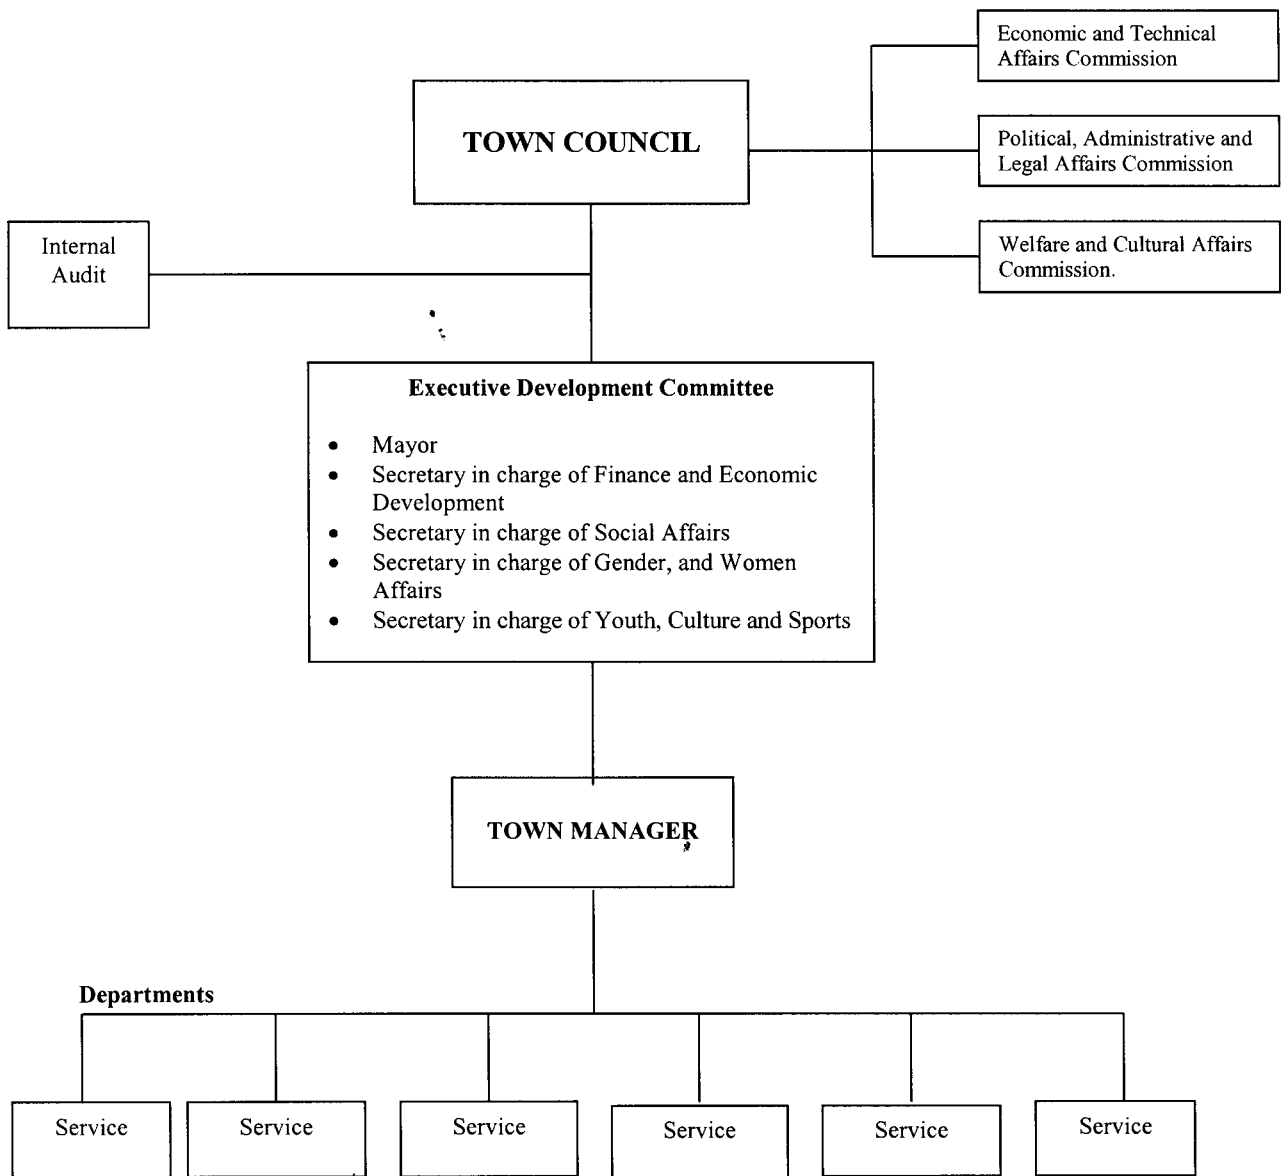 Economic and Technical
Affairs Commission
TOWN COUNCIL
Political, Administrative and
Legal Affairs Commission
Welfare and Cultural Affairs
Commission.
Internal
Audit
Executive Development Committee
• Mayor
• Secretary in charge of Finance and Economic
Development
• Secretary in charge of Social Affairs
• Secretary in charge of Gender, and Women
Affairs
• Secretary in charge of Youth, Culture and Sports
TOWN MANAGER
Departments
Service
Service
Service
Service
Service
Service